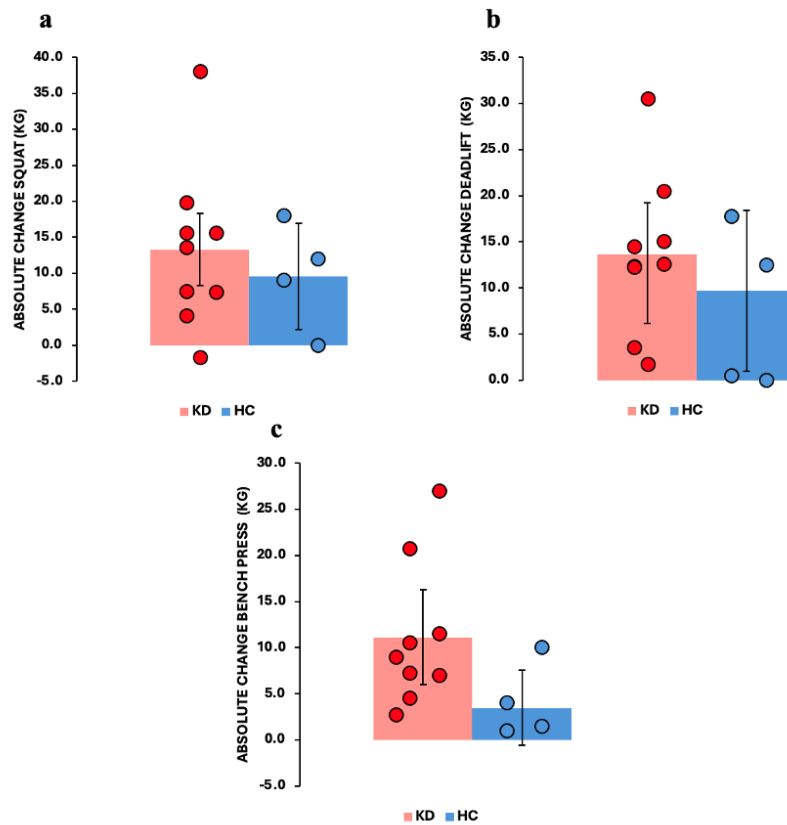 a
ABSOLUTE CHANGE SQUAT (KG)
40.0
35.0
30.0
25.0
20.0
15.0
10.0
5.0
0.0
-5.0
KD HC
b
ABSOLUTE CHANGE DEADLIFT (KG)
35.0
30.0
25.0
20.0
15.0
10.0
5.0
0.0
KD HC
c
ABSOLUTE CHANGE BENCH PRESS (KG)
30.0
25.0
20.0
15.0
10.0
5.0
0.0
-5.0
KD HC